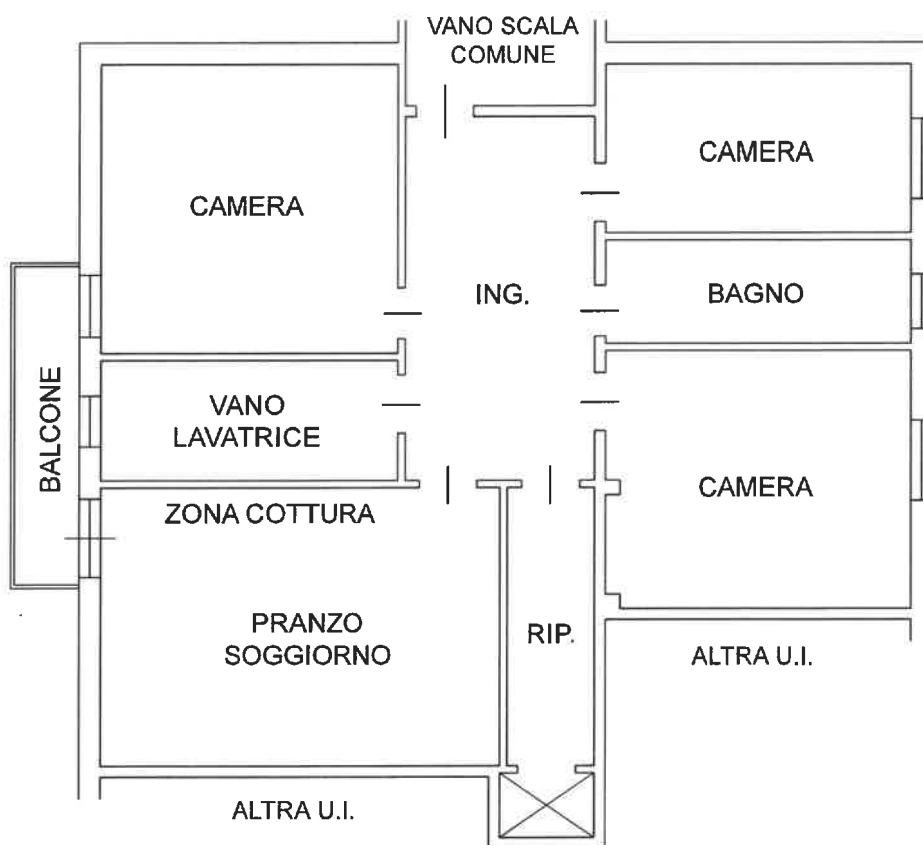 VANO SCALA
COMUNE
CAMERA
CAMERA
ING.
BAGNO
BALCONE
VANO
LAVATRICE
CAMERA
ZONA COTTURA
PRANZO
SOGGIORNO
RIP.
ALTRA U.I.
ALTRA U.I.